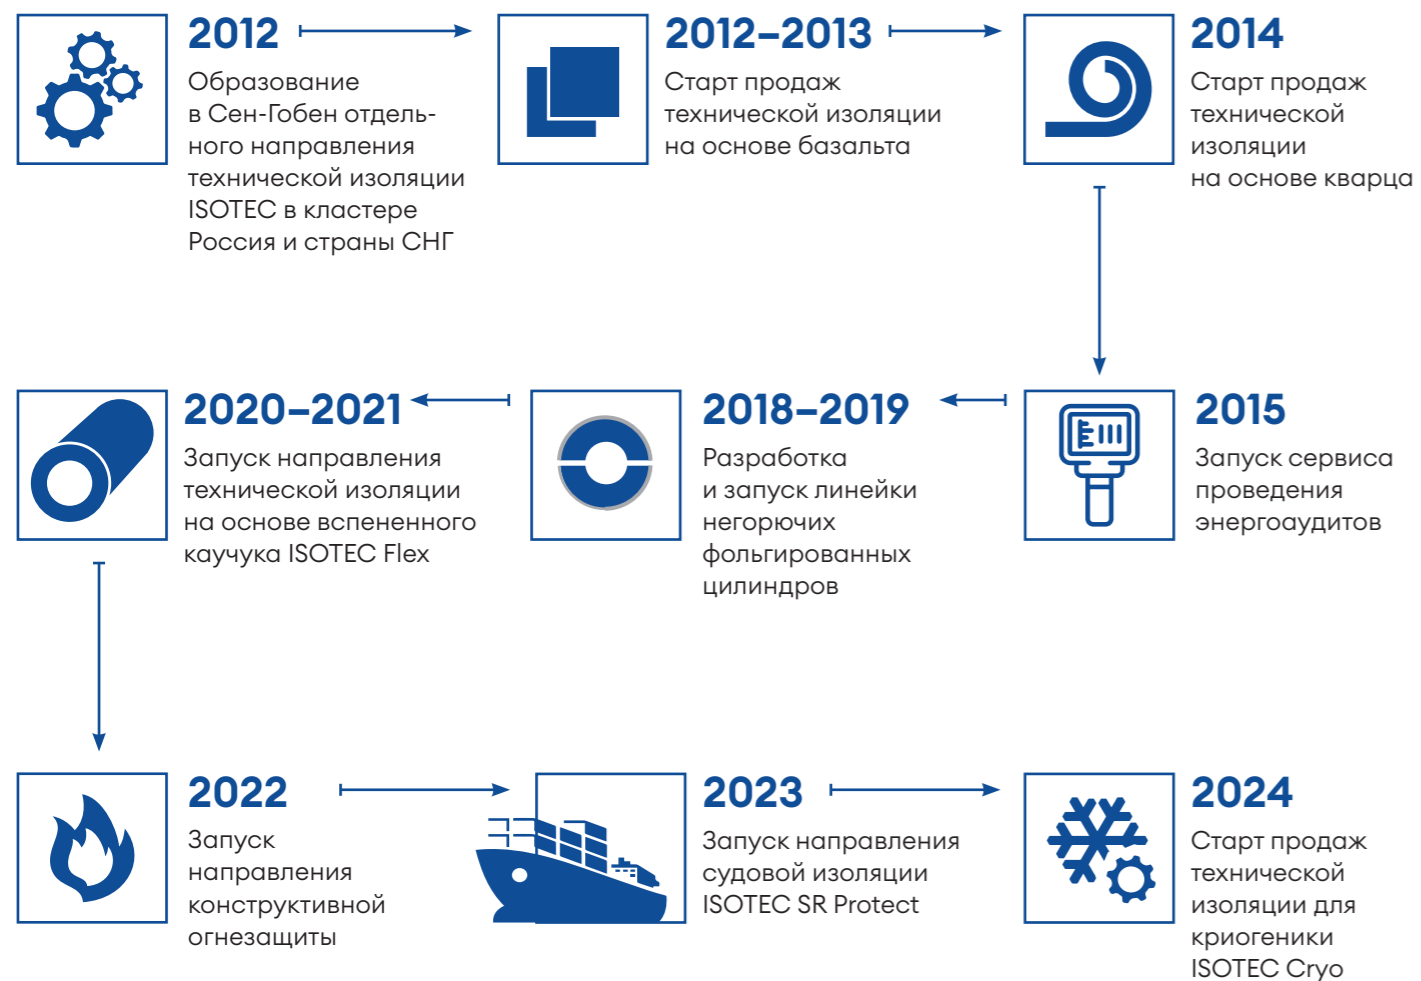 2012
Образование
в Сен-Гобен отдель-
ного направления
технической изоляции
ISOTEC в кластере
Россия и страны СНГ
2012–2013
Старт продаж
технической изоляции
на основе базальта
2014
Старт продаж
технической
изоляции
на основе кварца
2015
Запуск сервиса
проведения
энергоаудитов
2018–2019
Разработка
и запуск линейки
негорючих
фольгированных
цилиндров
2020–2021
Запуск направления
технической изоляции
на основе вспененного
каучука ISOTEC Flex
2022
Запуск
направления
конструктивной
огнезащиты
2023
Запуск направления
судовой изоляции
ISOTEC SR Protect
2024
Старт продаж
технической
изоляции для
криогеники
ISOTEC Cryo